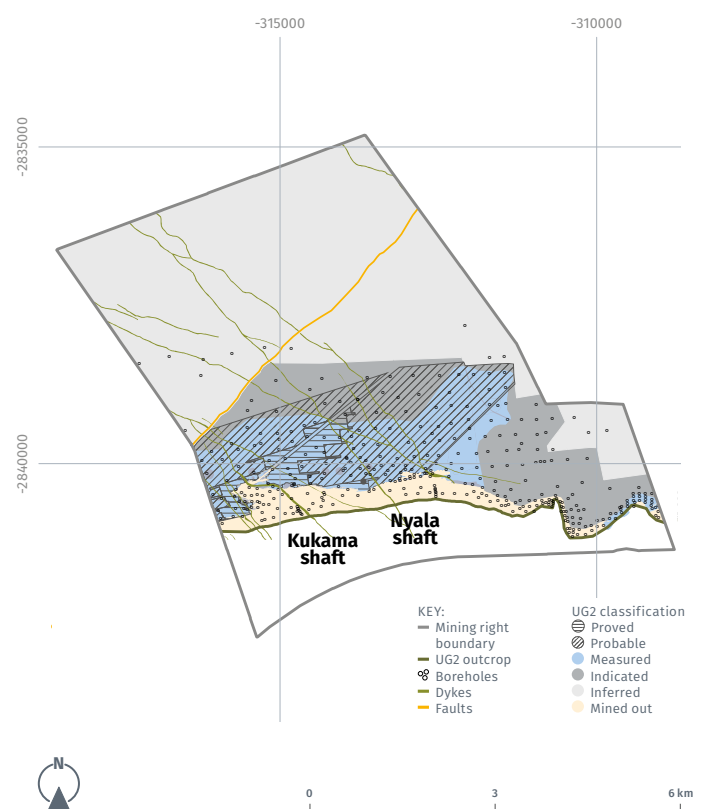 -315000
-310000
-2835000
-2840000
Kukama
shaft
Nyala
shaft
KEY:
Mining right
boundary
UG2 outcrop
Boreholes
Dykes
Faults
UG2 classification
Proved
Probable
Measured
Indicated
Inferred
Mined out
N
0
3
6 km